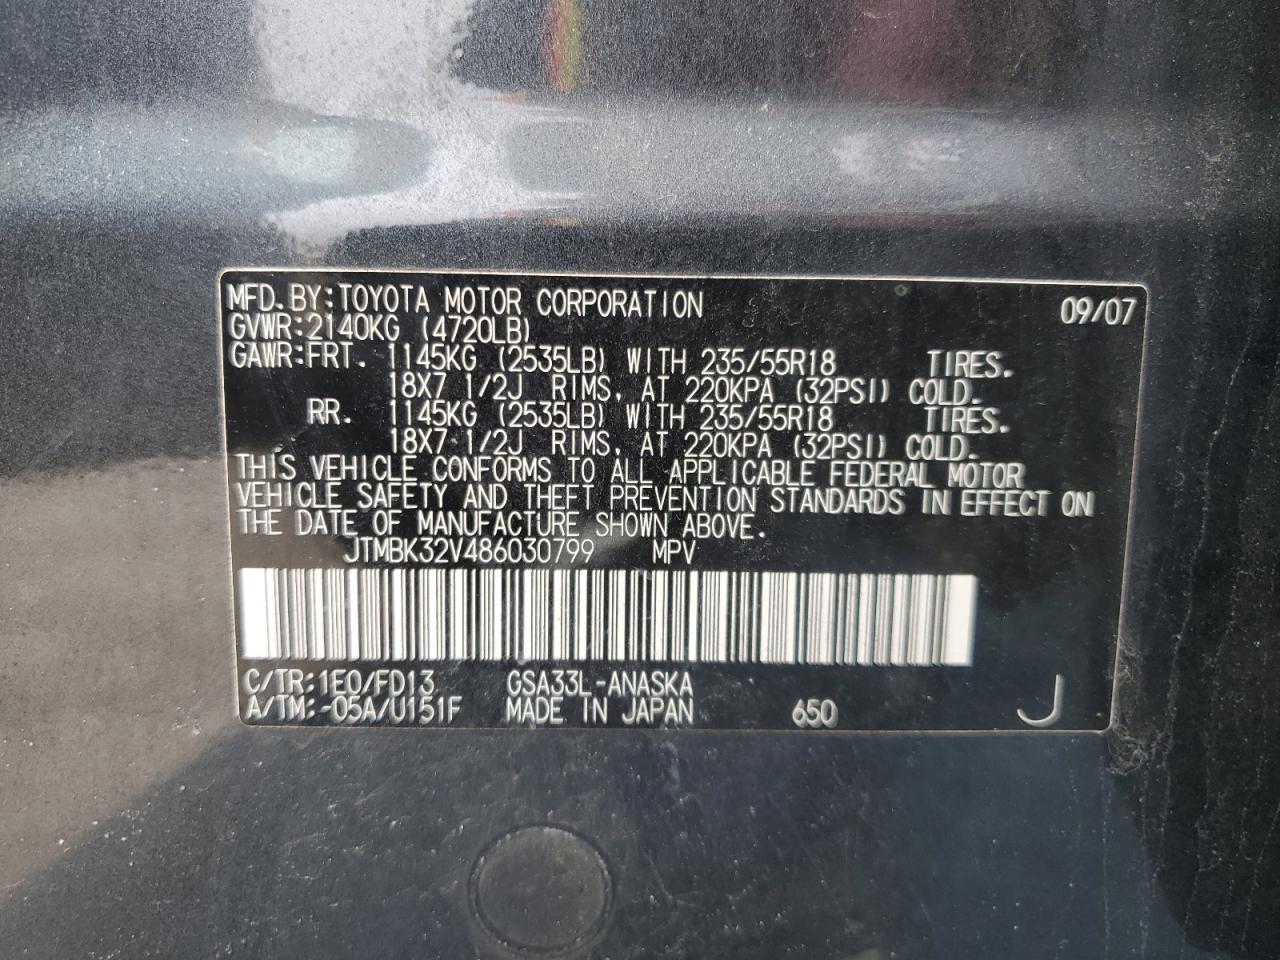 MFD. BY: TOYOTA MOTOR CORPORATION 09/07
GVWR: 2140KG (4720LB)
GAWR: FRT. 1145KG (2535LB) WITH 235/55R18 TIRES.
18X7 1/2J RIMS, AT 220KPA (32PSI) COLD.
RR. 1145KG (2535LB) WITH 235/55R18 TIRES.
18X7 1/2J RIMS, AT 220KPA (32PSI) COLD.
THIS VEHICLE CONFORMS TO ALL APPLICABLE FEDERAL MOTOR
VEHICLE SAFETY AND THEFT PREVENTION STANDARDS IN EFFECT ON
THE DATE OF MANUFACTURE SHOWN ABOVE.
JTMBK32V486030799 MPV
C/TR: 1E0/FD13 GSA33L-ANASKA
A/TM: -05A/U151F MADE IN JAPAN 650 J